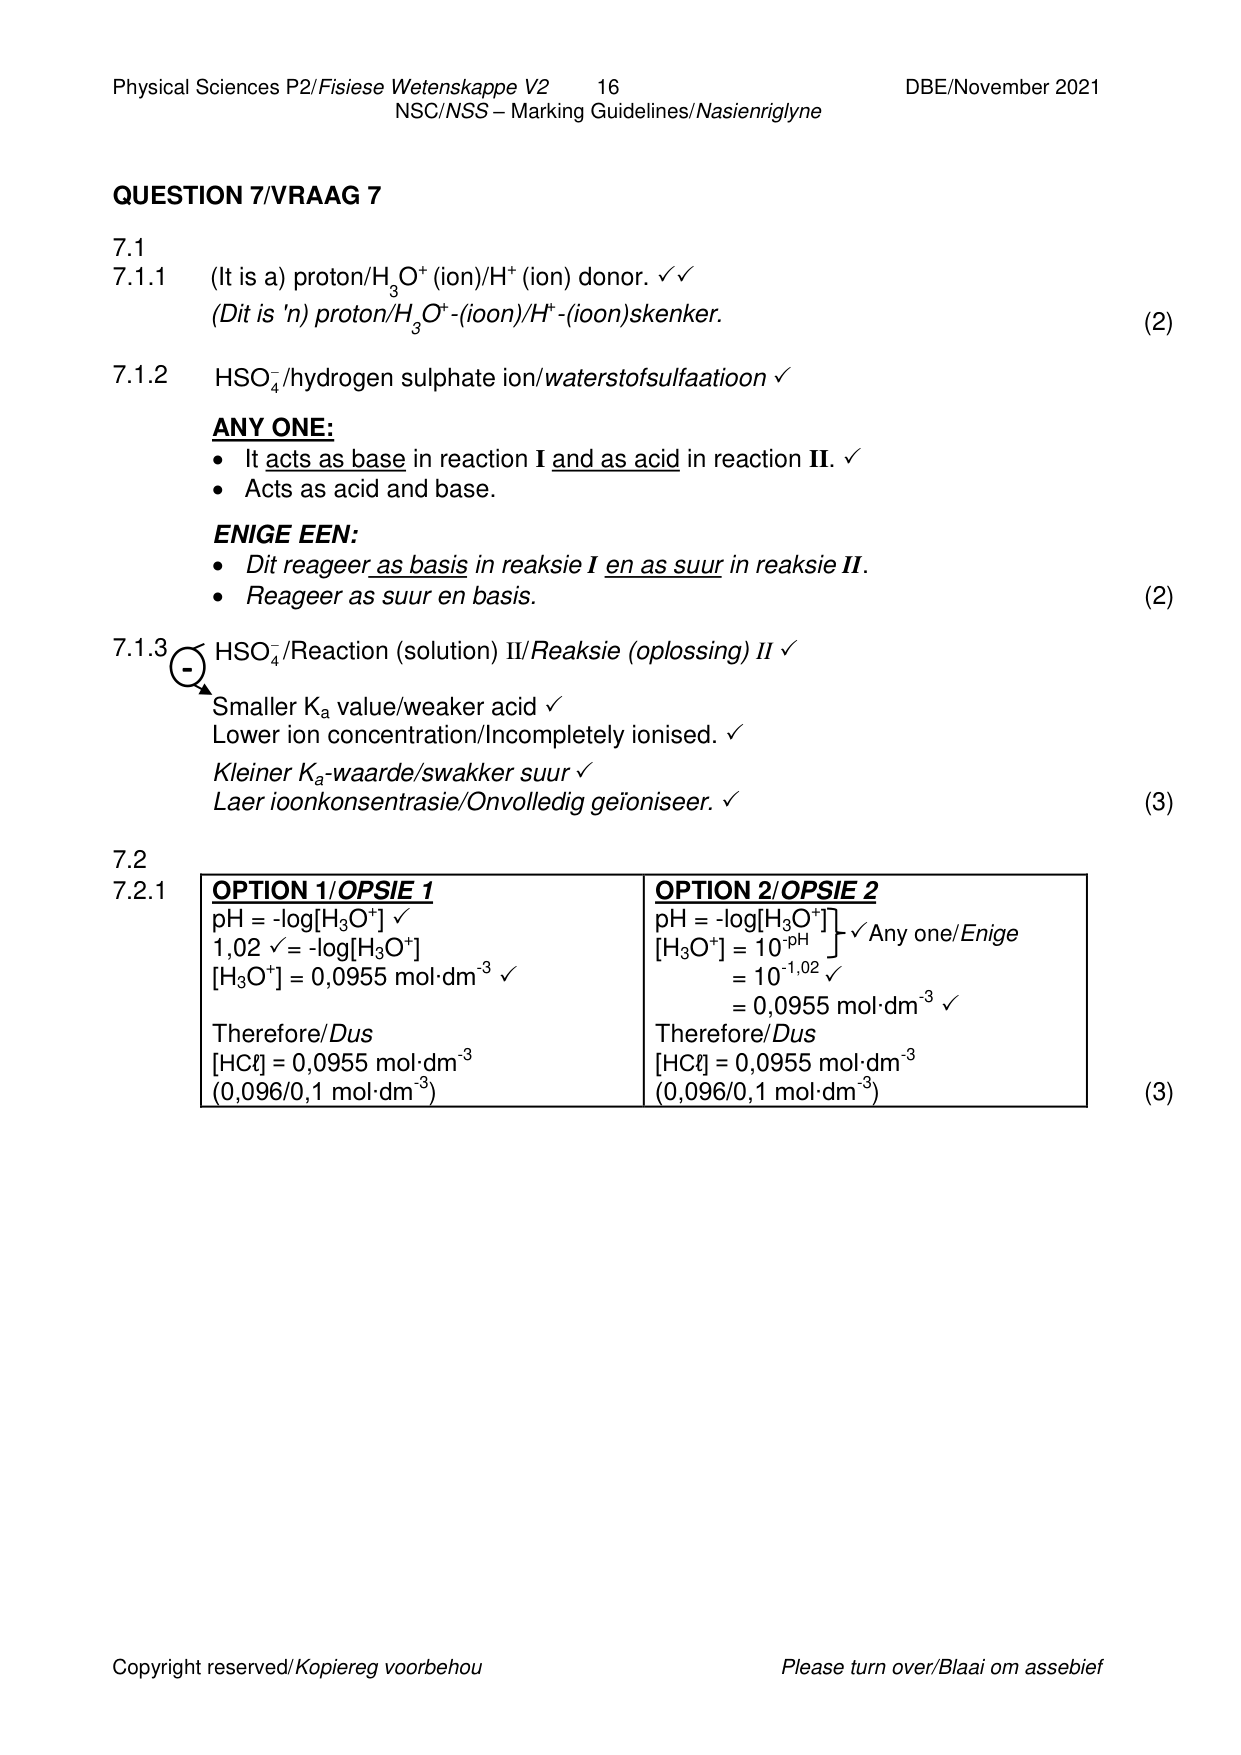 Physical Sciences P2/Fisiese Wetenskappe V2 16 DBE/November 2021
NSC/NSS – Marking Guidelines/Nasienriglyne
QUESTION 7/VRAAG 7
7.1
7.1.1 (It is a) proton/H₃O⁺ (ion)/H⁺ (ion) donor. ✓✓
(Dit is 'n) proton/H₃O⁺-(ioon)/H⁺-(ioon)skenker. (2)
7.1.2 HSO₄⁻/hydrogen sulphate ion/waterstofsulfaatioon ✓
ANY ONE:
• It acts as base in reaction I and as acid in reaction II. ✓
• Acts as acid and base.
ENIGE EEN:
• Dit reageer as basis in reaksie I en as suur in reaksie II.
• Reageer as suur en basis. (2)
7.1.3 HSO₄⁻/Reaction (solution) II/Reaksie (oplossing) II ✓
-
Smaller Kₐ value/weaker acid ✓
Lower ion concentration/Incompletely ionised. ✓
Kleiner Kₐ-waarde/swakker suur ✓
Laer ioonkonsentrasie/Onvolledig geïoniseer. ✓ (3)
7.2
7.2.1 OPTION 1/OPSIE 1
pH = -log[H₃O⁺] ✓
1,02 ✓= -log[H₃O⁺]
[H₃O⁺] = 0,0955 mol·dm⁻³ ✓
Therefore/Dus
[HCℓ] = 0,0955 mol·dm⁻³
(0,096/0,1 mol·dm⁻³)
OPTION 2/OPSIE 2
pH = -log[H₃O⁺]
[H₃O⁺] = 10⁻ᵖᴴ ✓Any one/Enige
= 10⁻¹,⁰² ✓
= 0,0955 mol·dm⁻³ ✓
Therefore/Dus
[HCℓ] = 0,0955 mol·dm⁻³
(0,096/0,1 mol·dm⁻³) (3)
Copyright reserved/Kopiereg voorbehou Please turn over/Blaai om assebief